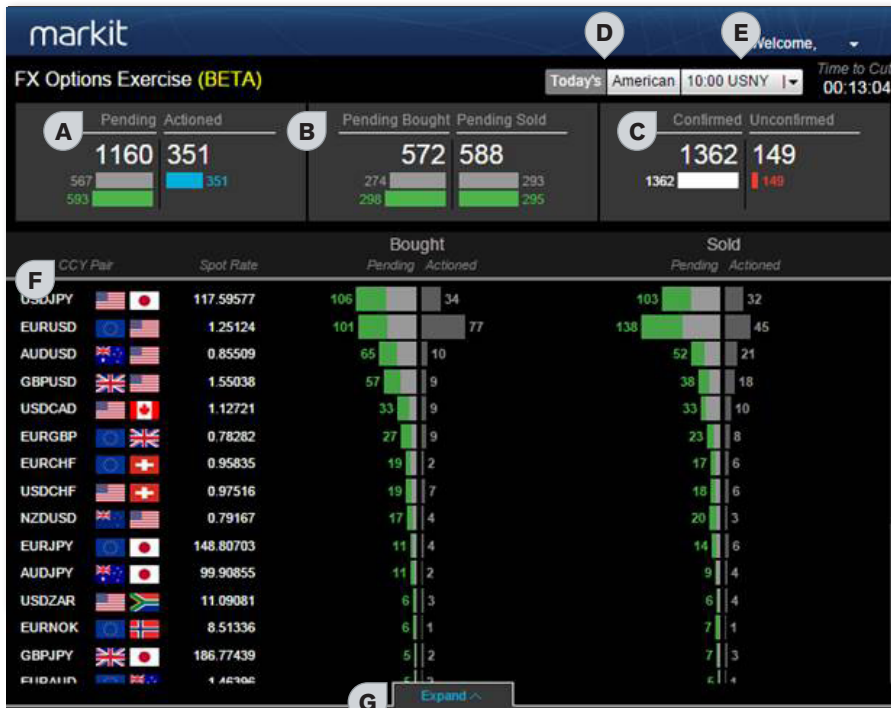 markit
D
E
Welcome,
FX Options Exercise (BETA)
Today's American 10:00 USNY
Time to Cut
00:13:04
A
Pending Actioned
1160 351
567 351
593
B
Pending Bought Pending Sold
572 588
274 293
298 295
C
Confirmed Unconfirmed
1362 149
1362 149
Bought Sold
F
CCY Pair Spot Rate Pending Actioned Pending Actioned
USDJPY 117.59577 106 34 103 32
EURUSD 1.25124 101 77 138 45
AUDUSD 0.85509 65 10 52 21
GBPUSD 1.55038 57 9 38 18
USDCAD 1.12721 33 9 33 10
EURGBP 0.78282 27 9 23 8
EURCHF 0.95835 19 2 17 6
USDCHF 0.97516 19 7 18 6
NZDUSD 0.79167 17 4 20 3
EURJPY 148.80703 11 4 14 6
AUDJPY 99.90855 11 2 9 4
USDZAR 11.09081 6 3 6 4
EURNOK 8.51336 6 1 7 1
GBPJPY 186.77439 5 2 7 3
EURAUD 1.46396
G
Expand